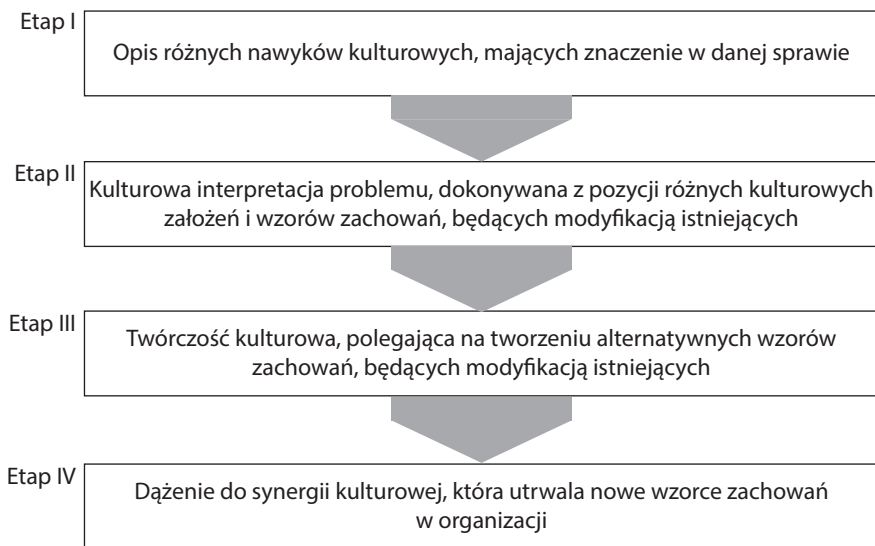 Etap I
Opis różnych nawyków kulturowych, mających znaczenie w danej sprawie
Etap II
Kulturowa interpretacja problemu, dokonywana z pozycji różnych kulturowych
założeń i wzorów zachowań, będących modyfikacją istniejących
Etap III
Twórczość kulturowa, polegająca na tworzeniu alternatywnych wzorów
zachowań, będących modyfikacją istniejących
Etap IV
Dążenie do synergii kulturowej, która utrwala nowe wzorce zachowań
w organizacji